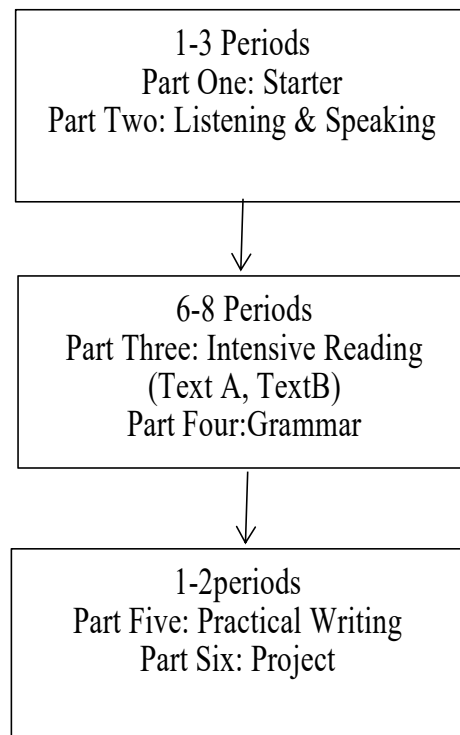 1-3 Periods
Part One: Starter
Part Two: Listening & Speaking
6-8 Periods
Part Three: Intensive Reading
(Text A, TextB)
Part Four:Grammar
1-2periods
Part Five: Practical Writing
Part Six: Project